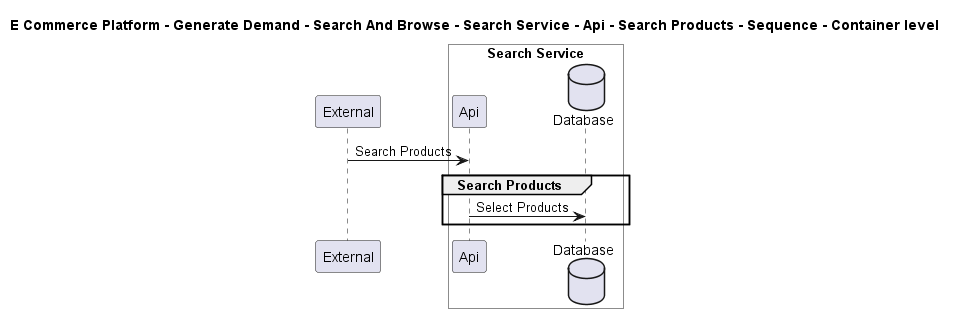 E Commerce Platform - Generate Demand - Search And Browse - Search Service - Api - Search Products - Sequence - Container level
Search Service
External
Api
Database
Search Products
Search Products
Select Products
External
Api
Database